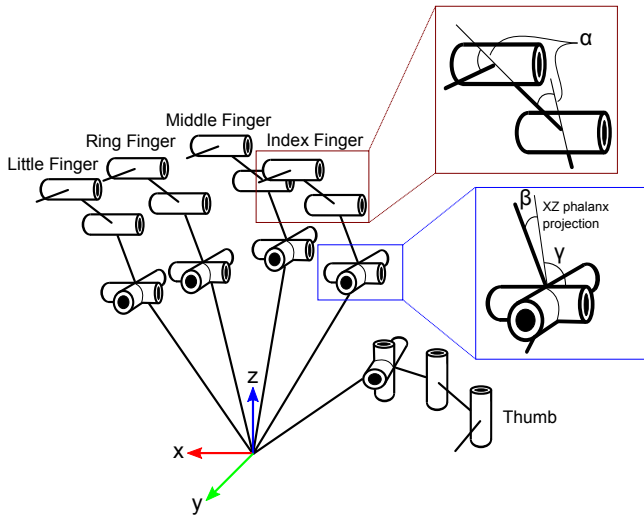 α
Middle Finger
Ring Finger
Index Finger
Little Finger
β
XZ phalanx
projection
γ
z
Thumb
x
y